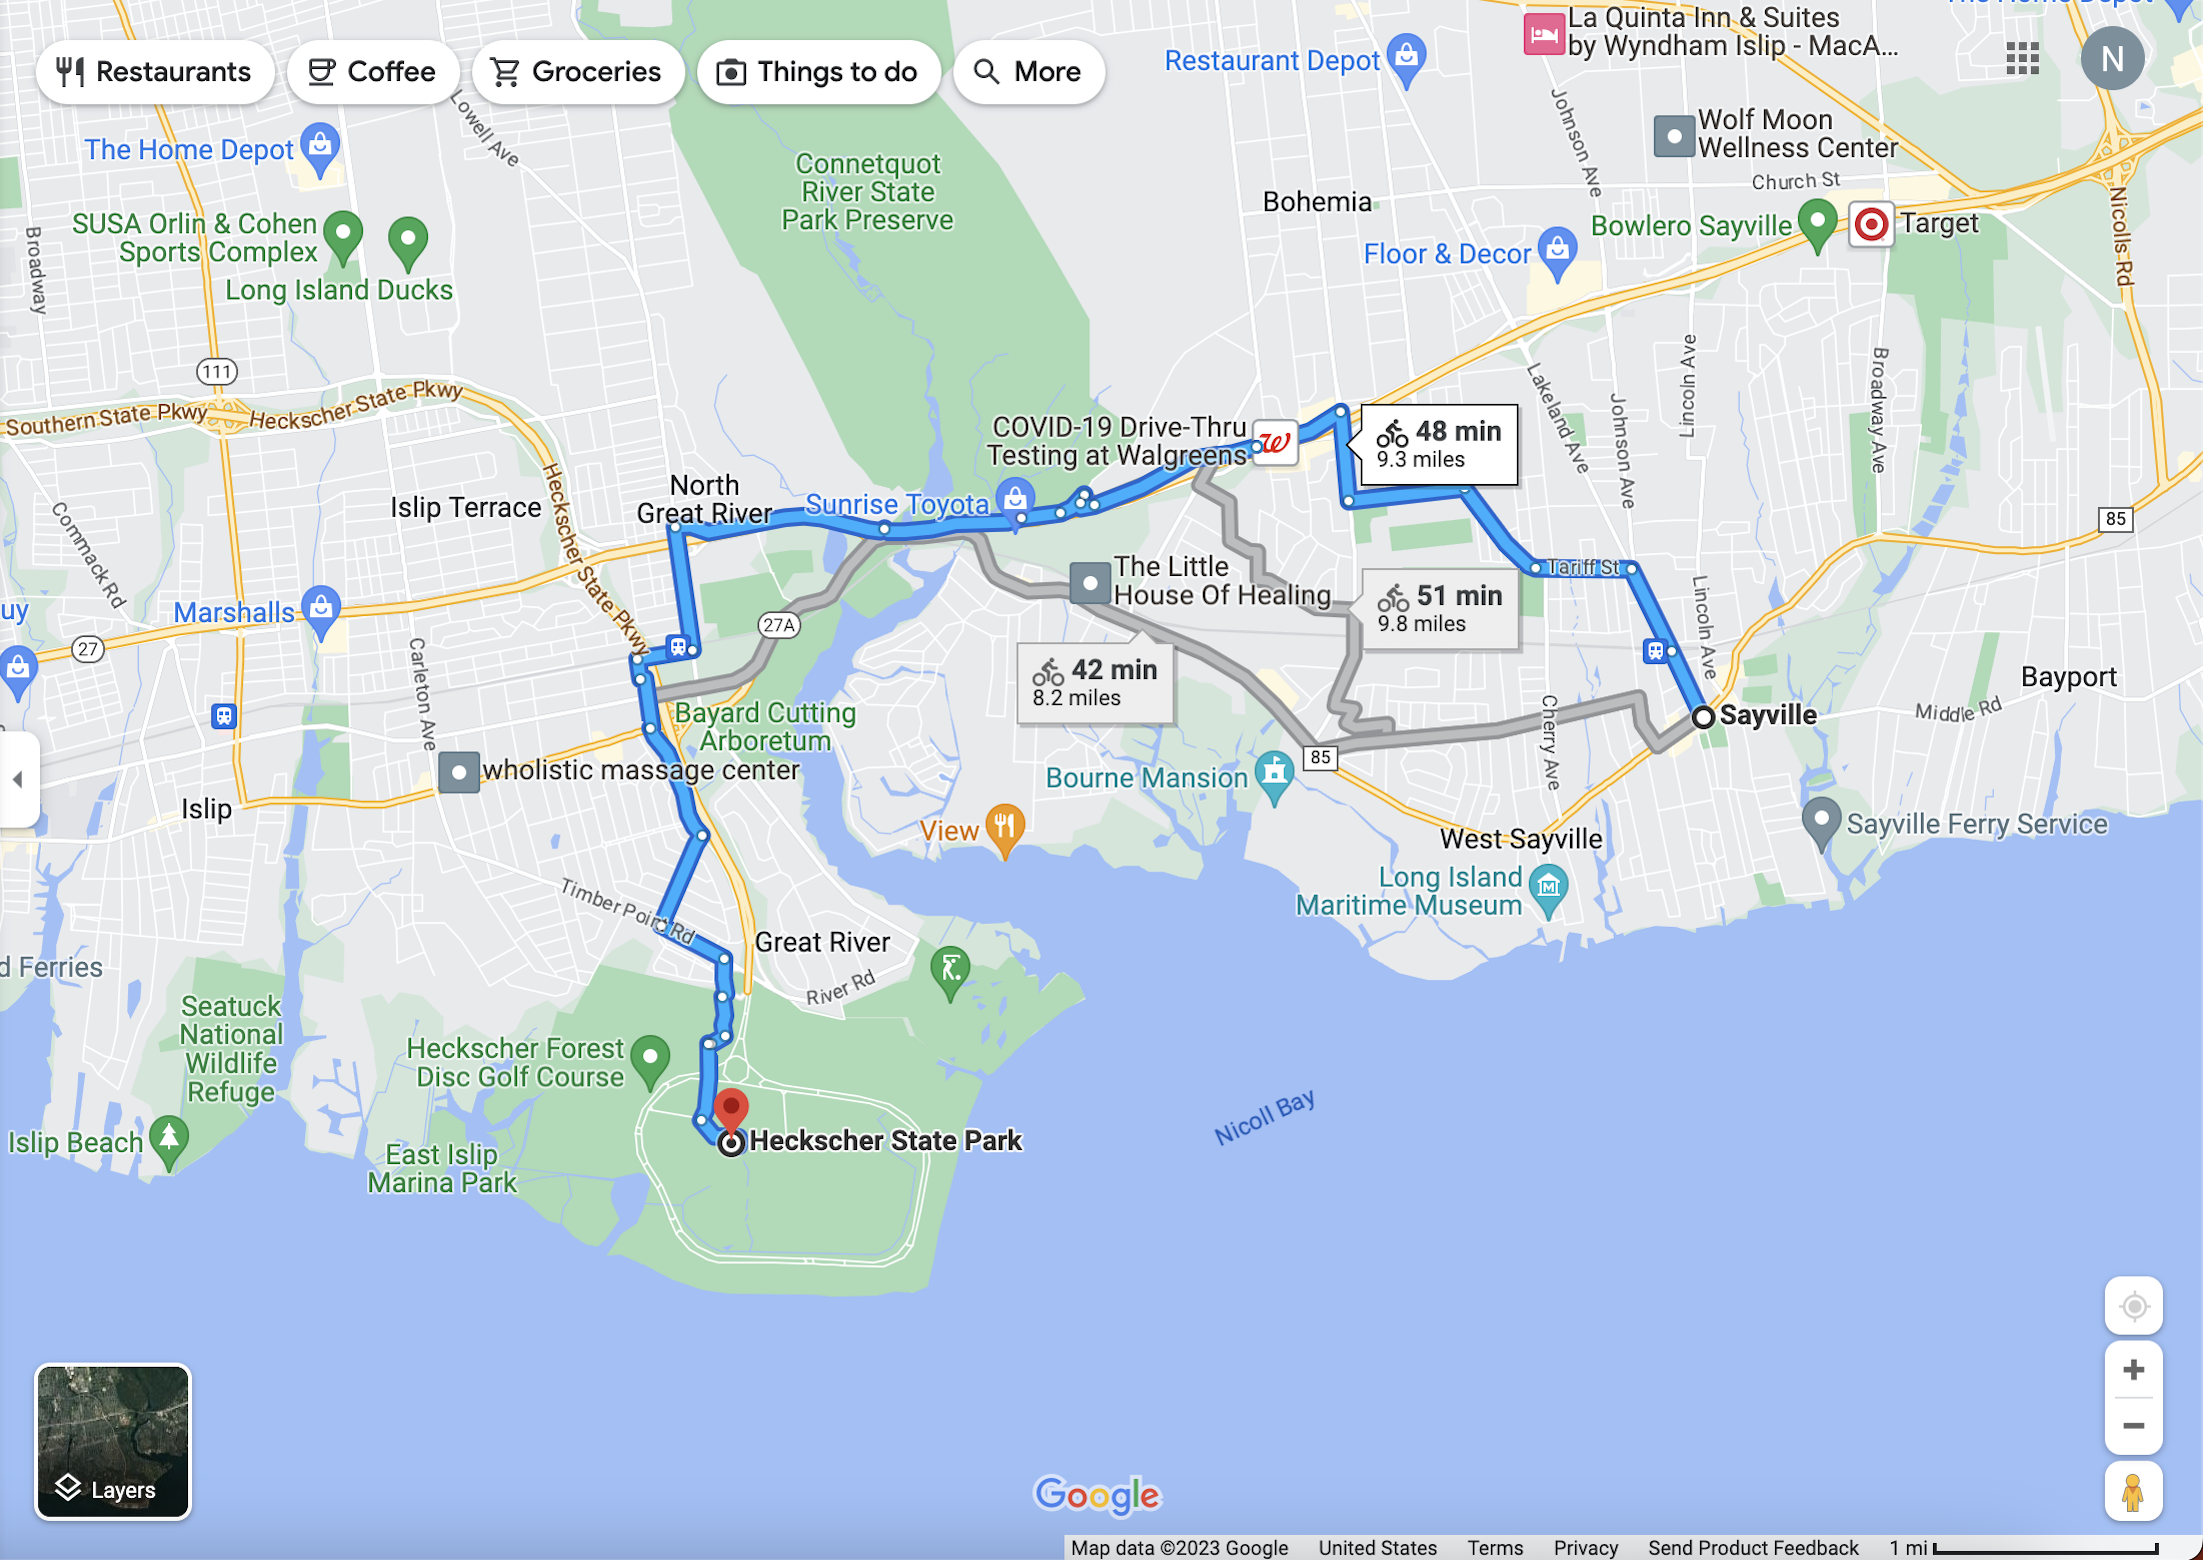 The Home Depot
La Quinta Inn & Suites
by Wyndham Islip - MacA...
Restaurants
Coffee
Groceries
Things to do
More
Restaurant Depot
N
Lowell Ave
Johnson Ave
Wolf Moon
Wellness Center
The Home Depot
Connetquot
River State
Park Preserve
Church St
Bohemia
Nicolls Rd
SUSA Orlin & Cohen
Sports Complex
Bowlero Sayville
Target
Broadway
Floor & Decor
Long Island Ducks
111
Lincoln Ave
Broadway Ave
Lakeland Ave
Johnson Ave
Southern State Pkwy
Heckscher State Pkwy
COVID-19 Drive-Thru
Testing at Walgreens
48 min
9.3 miles
North
Great River
Islip Terrace
Sunrise Toyota
Heckscher State Pkwy
Commack Rd
85
The Little
House Of Healing
Tariff St
uy
Marshalls
27A
51 min
9.8 miles
Lincoln Ave
27
Carleton Ave
42 min
8.2 miles
Bayport
Cherry Ave
Middle Rd
Bayard Cutting
Arboretum
Sayville
wholistic massage center
Bourne Mansion
85
Islip
View
West Sayville
Sayville Ferry Service
Long Island
Maritime Museum
Timber Point Rd
Great River
d Ferries
River Rd
Seatuck
National
Wildlife
Refuge
Heckscher Forest
Disc Golf Course
Nicoll Bay
Islip Beach
Heckscher State Park
East Islip
Marina Park
Layers
Google
Map data ©2023 Google
United States
Terms
Privacy
Send Product Feedback
1 mi